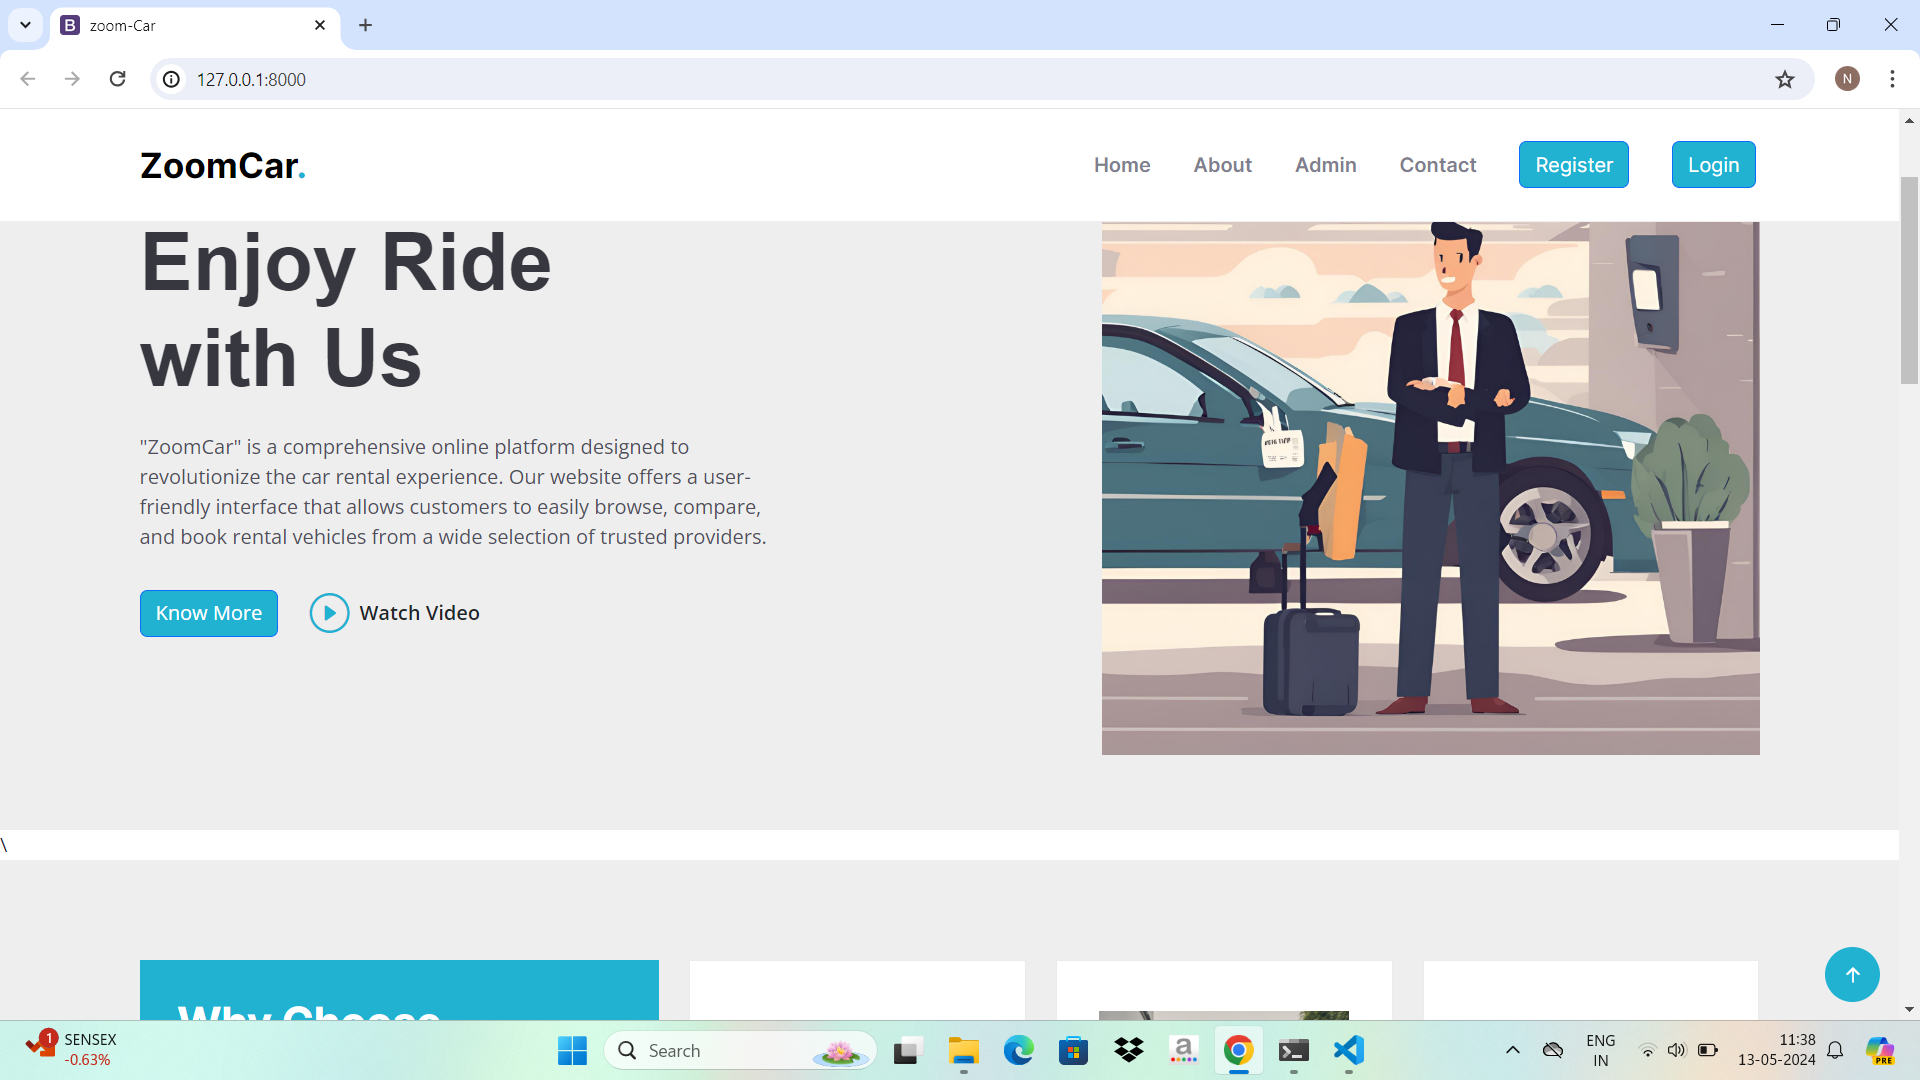 zoom-Car
127.0.0.1:8000
N
ZoomCar.
Home
About
Admin
Contact
Register
Login
Enjoy Ride
with Us
"ZoomCar" is a comprehensive online platform designed to
revolutionize the car rental experience. Our website offers a user-
friendly interface that allows customers to easily browse, compare,
and book rental vehicles from a wide selection of trusted providers.
Know More
Watch Video
\
Why Choose
1
SENSEX
-0.63%
Search
a
ENG
IN
11:38
13-05-2024
PRE